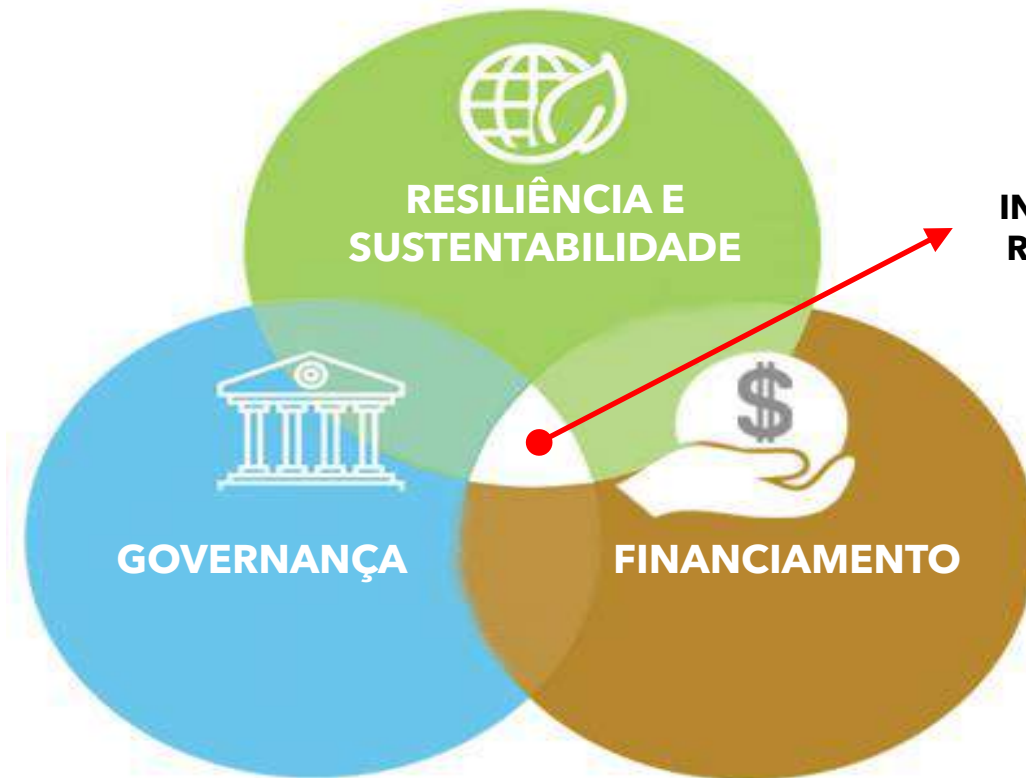 RESILIÊNCIA E
SUSTENTABILIDADE
GOVERNANÇA
FINANCIAMENTO
$